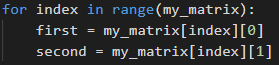 for index in range(my_matrix):
    first = my_matrix[index][0]
    second = my_matrix[index][1]